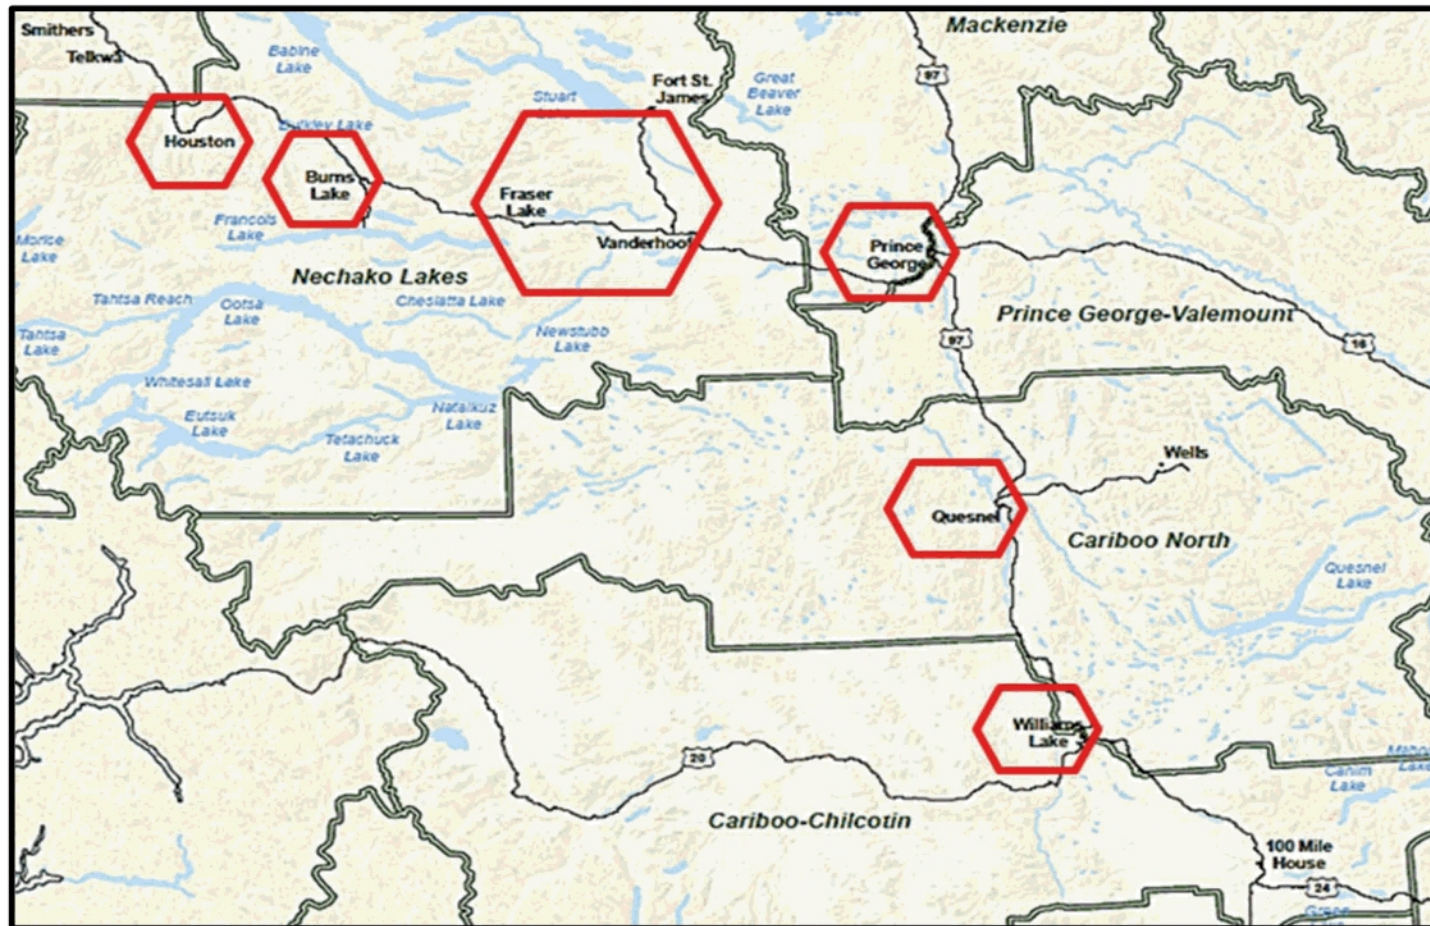 Smithers
Telkwa
Babine
Lake
Mackenzie
97
Fort St.
James
Great
Beaver
Lake
Lake
Stuart
Houston
Bulkley Lake
Burns
Lake
Fraser
Lake
Francois
Lake
Vanderhoof
Prince
George
Morice
Lake
Nechako Lakes
Tahtsa Reach
Ootsa
Lake
Cheslatta Lake
Prince George-Valemount
Tahtsa
Lake
Newstubb
Lake
97
16
Whitesail Lake
Eutsuk
Lake
Natalkuz
Lake
Tetachuck
Lake
Wells
Quesnel
Cariboo North
Quesnel
Lake
Williams
Lake
20
Cariboo-Chilcotin
Lake
Canim
Lake
100 Mile
House
24
Green